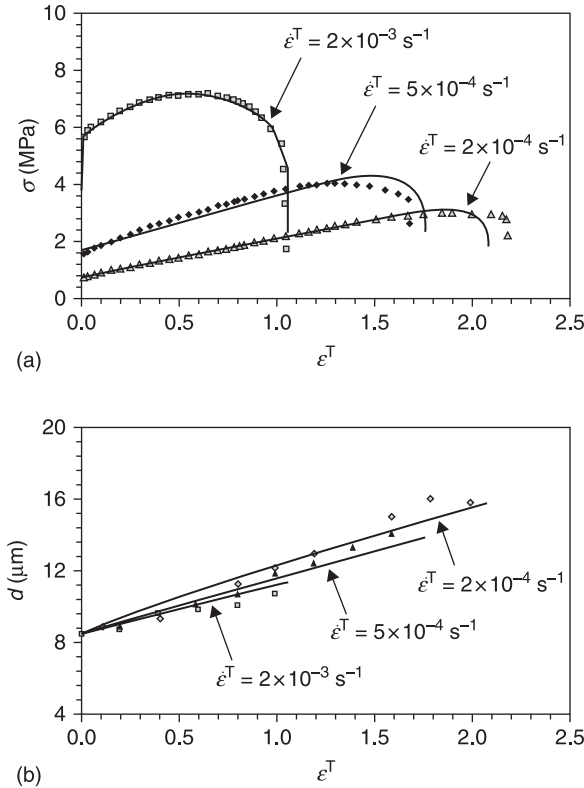 10
8
6
4
2
0
σ (MPa)
ε̇ᵀ = 2×10⁻³ s⁻¹
ε̇ᵀ = 5×10⁻⁴ s⁻¹
ε̇ᵀ = 2×10⁻⁴ s⁻¹
0.0 0.5 1.0 1.5 2.0 2.5
(a)
εᵀ
20
16
12
8
4
d (μm)
ε̇ᵀ = 2×10⁻⁴ s⁻¹
ε̇ᵀ = 5×10⁻⁴ s⁻¹
ε̇ᵀ = 2×10⁻³ s⁻¹
0.0 0.5 1.0 1.5 2.0 2.5
(b)
εᵀ